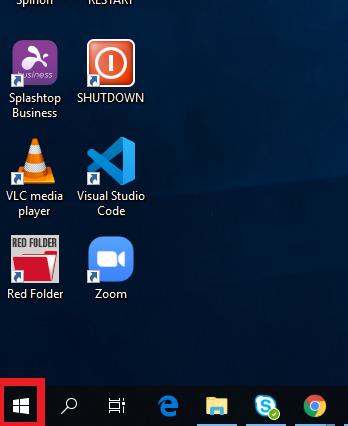 Spinon
RESTART
business
Splashtop
Business
SHUTDOWN
VLC media
player
Visual Studio
Code
RED FOLDER
Red Folder
Zoom